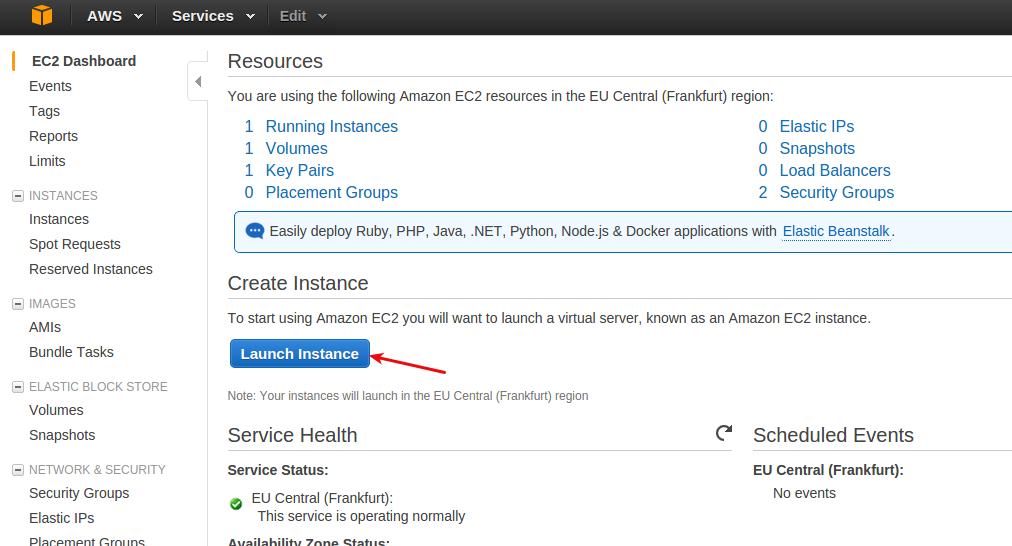 AWS Services Edit
EC2 Dashboard
Events
Tags
Reports
Limits
INSTANCES
Instances
Spot Requests
Reserved Instances
IMAGES
AMIs
Bundle Tasks
ELASTIC BLOCK STORE
Volumes
Snapshots
NETWORK & SECURITY
Security Groups
Elastic IPs
Placement Groups
Resources
You are using the following Amazon EC2 resources in the EU Central (Frankfurt) region:
1 Running Instances
1 Volumes
1 Key Pairs
0 Placement Groups
0 Elastic IPs
0 Snapshots
0 Load Balancers
2 Security Groups
Easily deploy Ruby, PHP, Java, .NET, Python, Node.js & Docker applications with Elastic Beanstalk.
Create Instance
To start using Amazon EC2 you will want to launch a virtual server, known as an Amazon EC2 instance.
Launch Instance
Note: Your instances will launch in the EU Central (Frankfurt) region
Service Health
Service Status:
EU Central (Frankfurt):
This service is operating normally
Availability Zone Status:
Scheduled Events
EU Central (Frankfurt):
No events